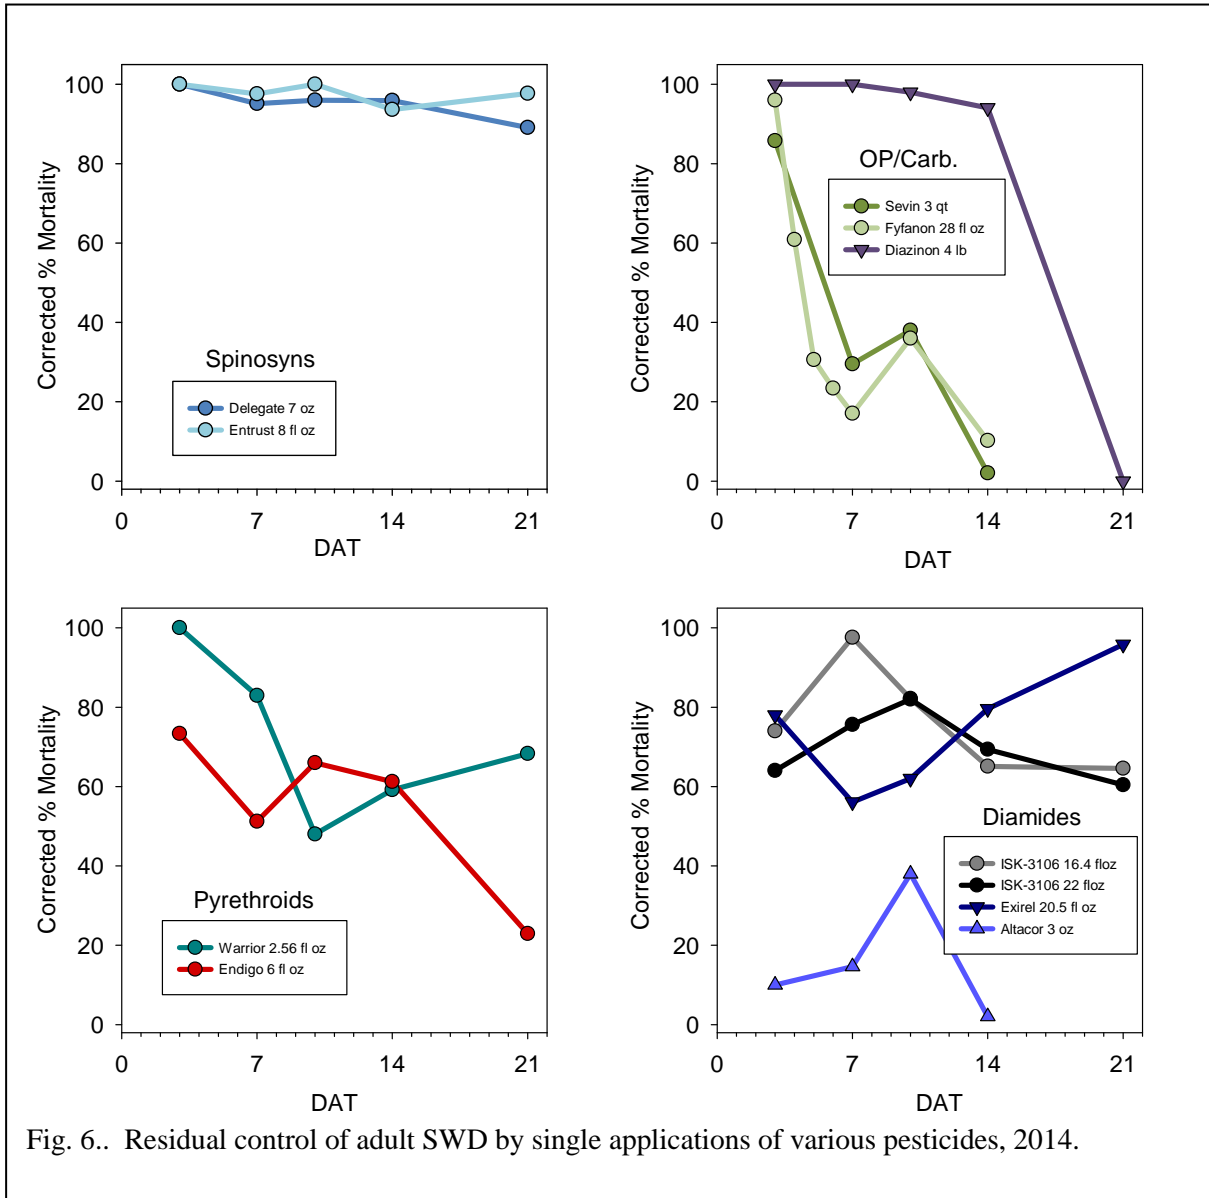 100
80
60
40
20
0
Corrected % Mortality
Spinosyns
Delegate 7 oz
Entrust 8 fl oz
0 7 14 21
DAT
100
80
60
40
20
0
Corrected % Mortality
OP/Carb.
Sevin 3 qt
Fyfanon 28 fl oz
Diazinon 4 lb
0 7 14 21
DAT
100
80
60
40
20
0
Corrected % Mortality
Pyrethroids
Warrior 2.56 fl oz
Endigo 6 fl oz
0 7 14 21
DAT
100
80
60
40
20
0
Corrected % Mortality
Diamides
ISK-3106 16.4 floz
ISK-3106 22 floz
Exirel 20.5 fl oz
Altacor 3 oz
0 7 14 21
DAT
Fig. 6.. Residual control of adult SWD by single applications of various pesticides, 2014.